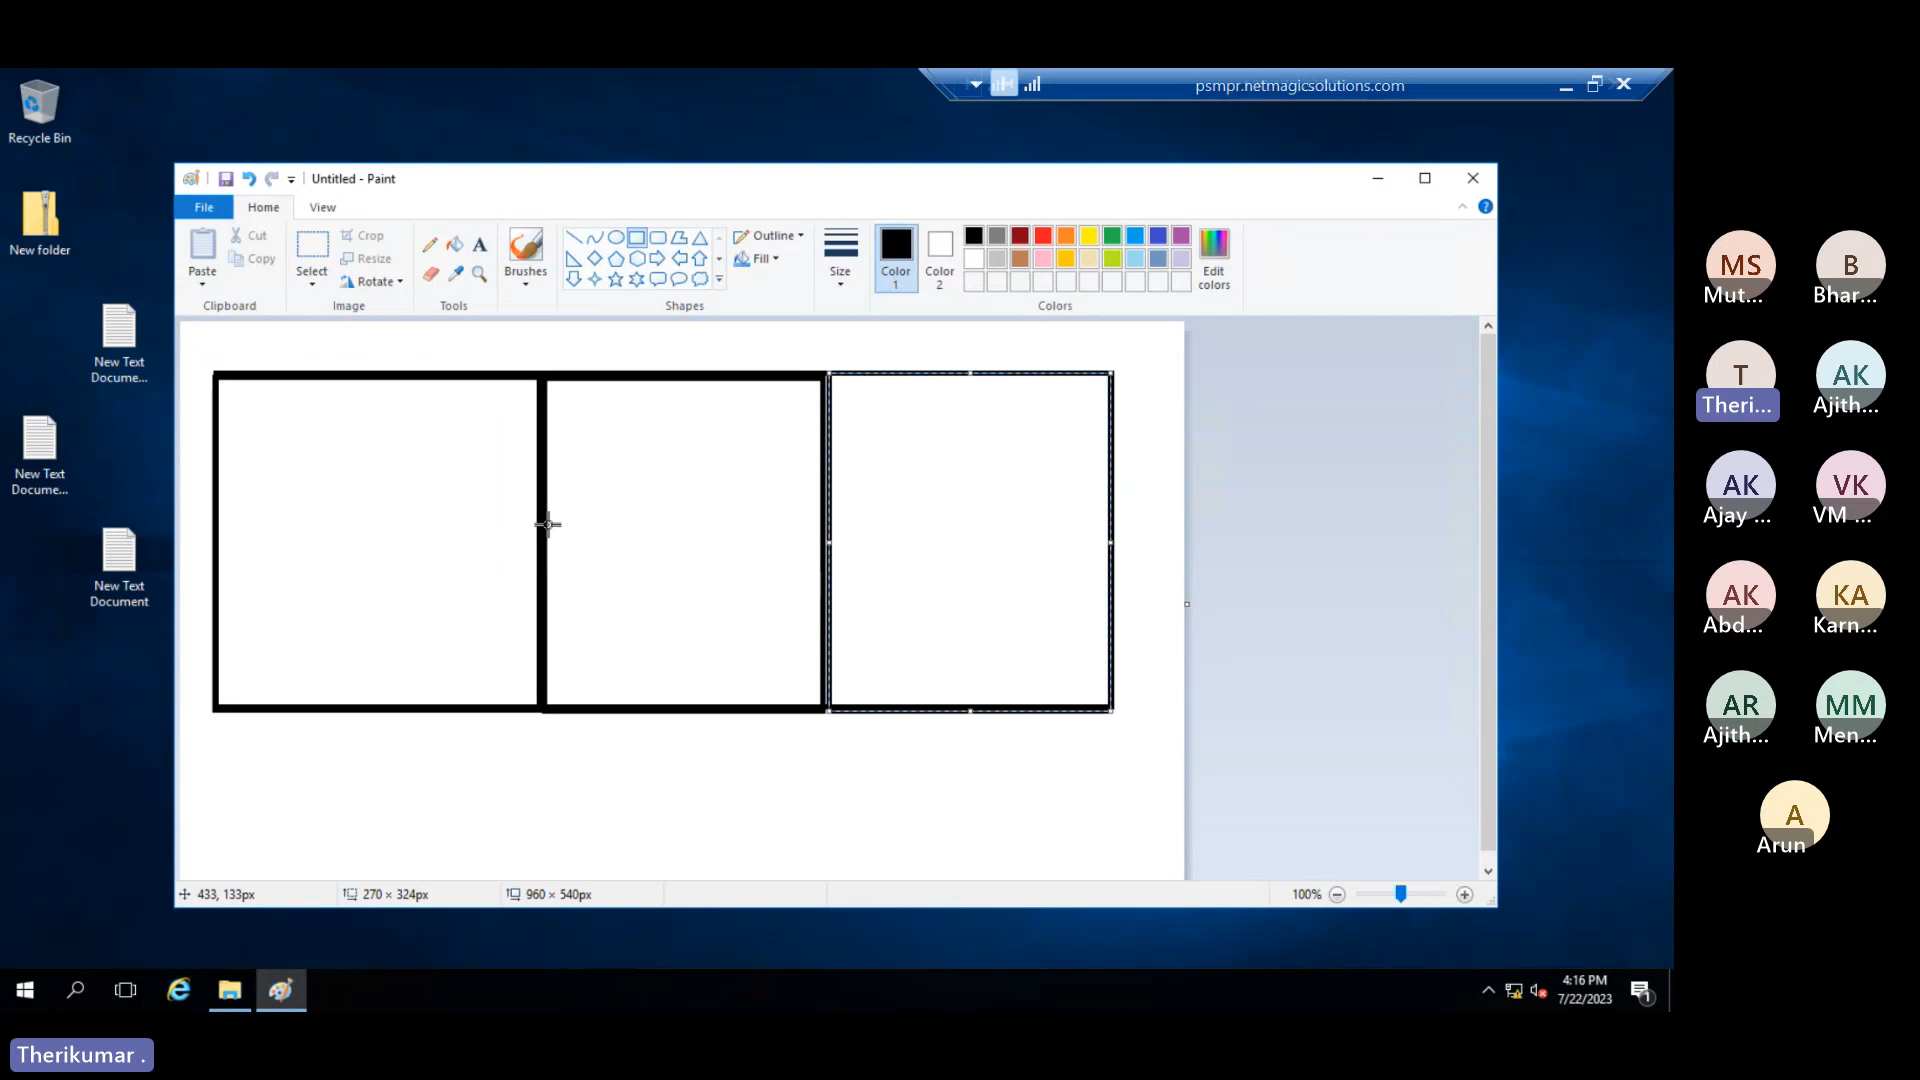 psmpr.netmagicsolutions.com
Recycle Bin
New folder
New Text
Docume...
New Text
Docume...
New Text
Document
Untitled - Paint
File
Home
View
Paste
Cut
Copy
Clipboard
Select
Crop
Resize
Rotate
Image
A
Tools
Brushes
Shapes
Outline
Fill
Size
Color
1
Color
2
Edit
colors
Colors
433, 133px
270 × 324px
960 × 540px
100%
4:16 PM
7/22/2023
1
MS
Mut...
B
Bhar...
T
Theri...
AK
Ajith...
AK
Ajay ...
VK
VM ...
AK
Abd...
KA
Karn...
AR
Ajith...
MM
Men...
A
Arun
Therikumar .